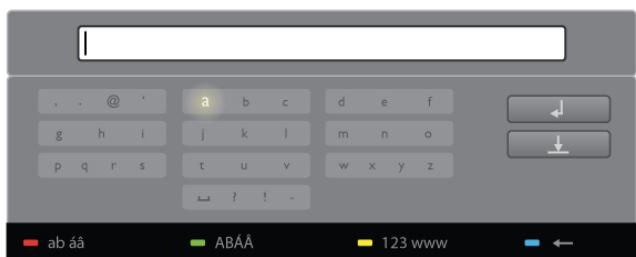 , . @ ' a b c d e f
g h i j k l m n o
p q r s t u v w x y z
␣ ? ! -
ab áâ ABÁÂ 123 www